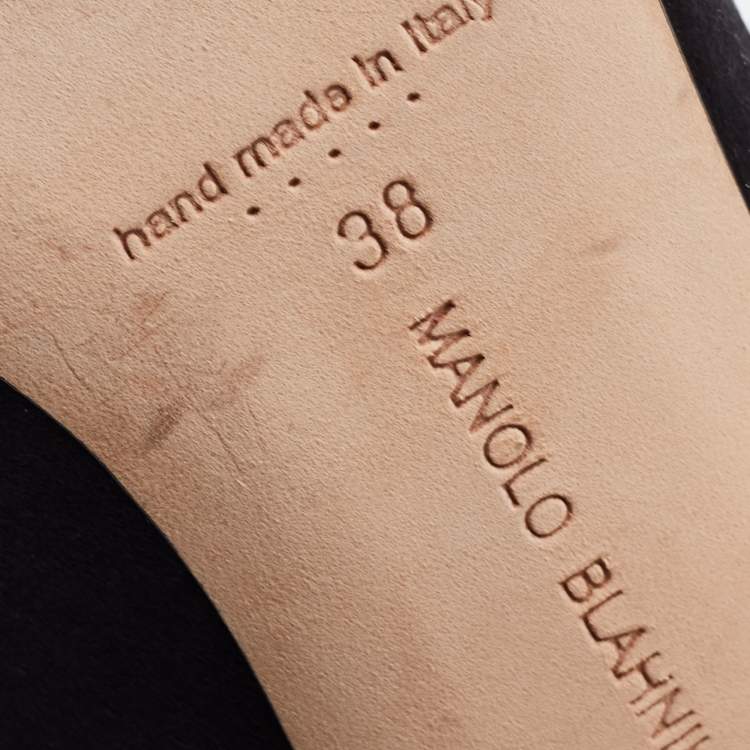 hand made in Italy
.....
38
MANOLO BLAHNI